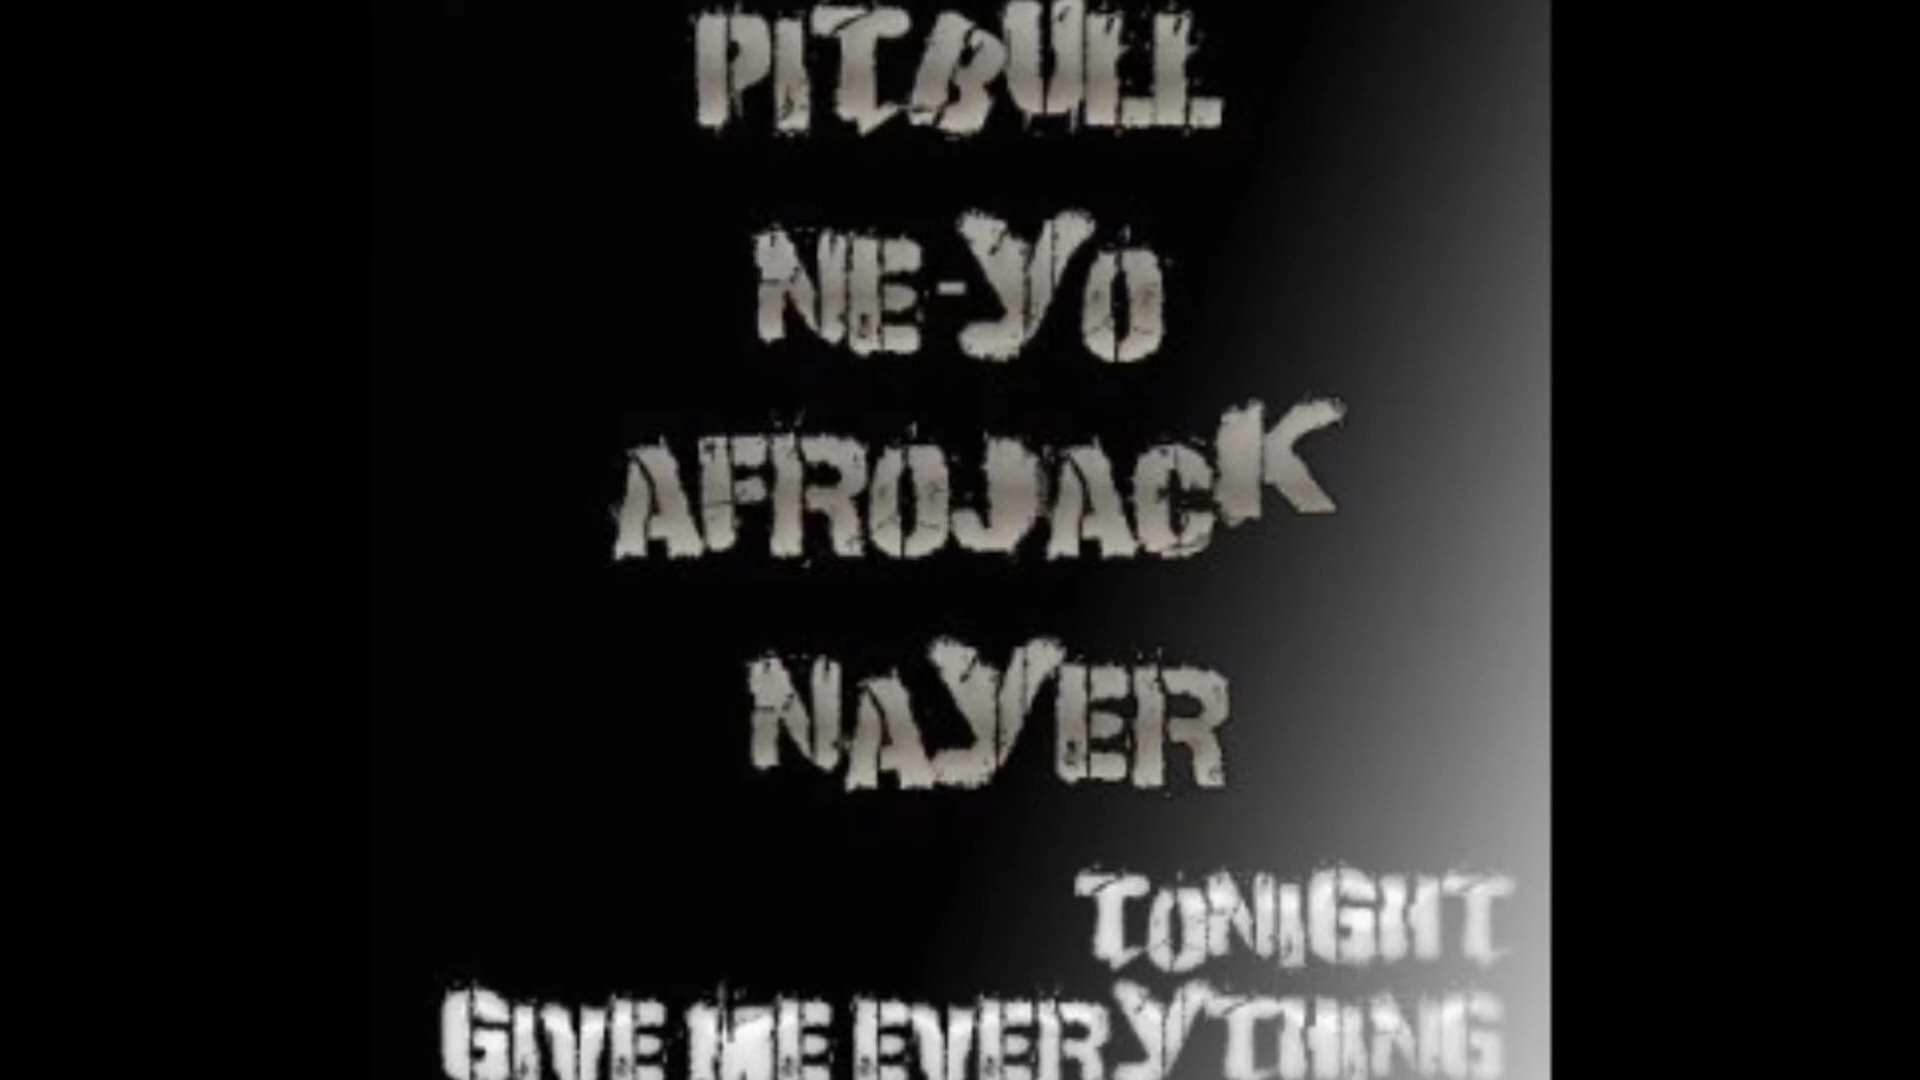 PITBULL
NE-YO
AFROJACK
NAYER
TONIGHT
GIVE ME EVERYTHING